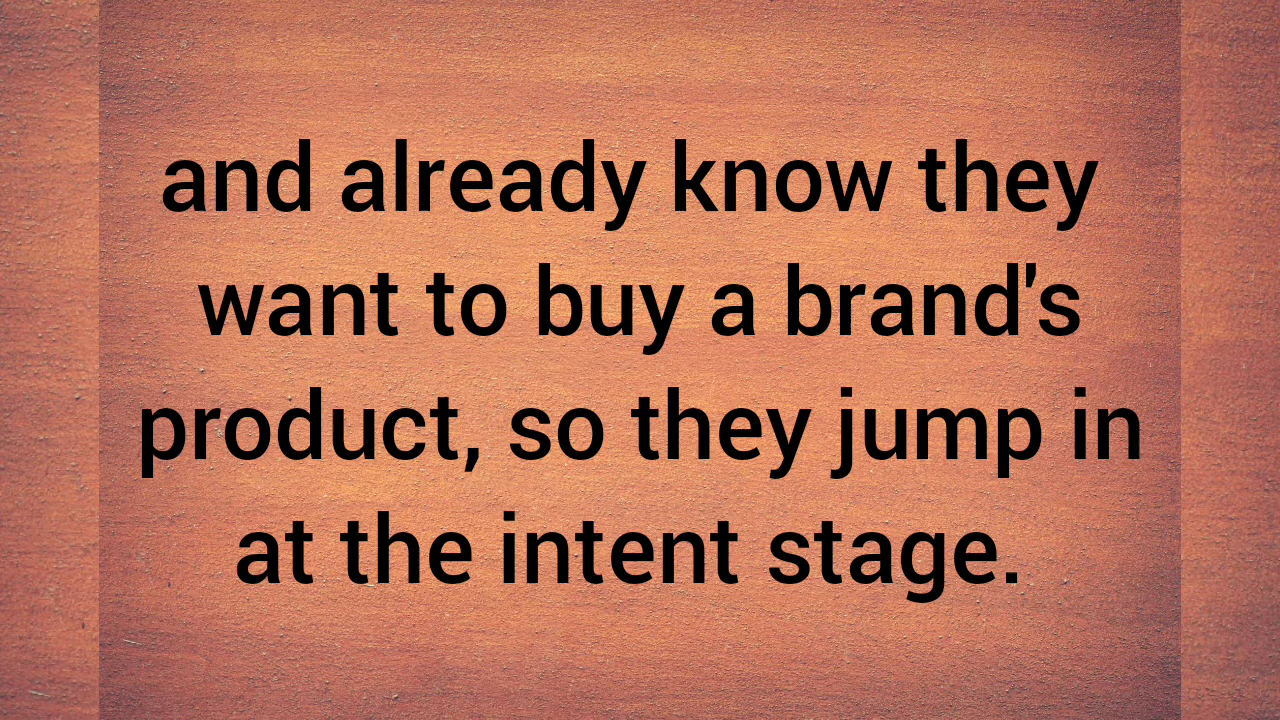 and already know they
want to buy a brand's
product, so they jump in
at the intent stage.